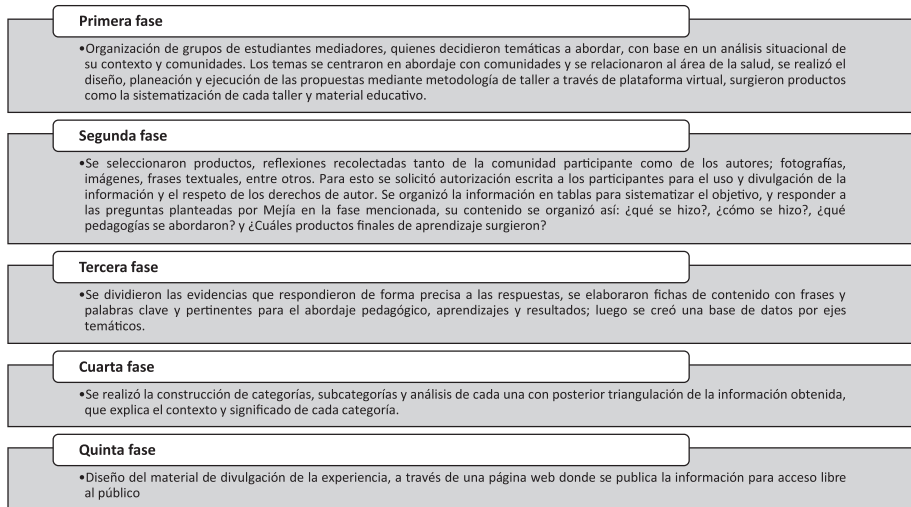 Primera fase
•Organización de grupos de estudiantes mediadores, quienes decidieron temáticas a abordar, con base en un análisis situacional de
su contexto y comunidades. Los temas se centraron en abordaje con comunidades y se relacionaron al área de la salud, se realizó el
diseño, planeación y ejecución de las propuestas mediante metodología de taller a través de plataforma virtual, surgieron productos
como la sistematización de cada taller y material educativo.
Segunda fase
•Se seleccionaron productos, reflexiones recolectadas tanto de la comunidad participante como de los autores; fotografías,
imágenes, frases textuales, entre otros. Para esto se solicitó autorización escrita a los participantes para el uso y divulgación de la
información y el respeto de los derechos de autor. Se organizó la información en tablas para sistematizar el objetivo, y responder a
las preguntas planteadas por Mejía en la fase mencionada, su contenido se organizó así: ¿qué se hizo?, ¿cómo se hizo?, ¿qué
pedagogías se abordaron? y ¿Cuáles productos finales de aprendizaje surgieron?
Tercera fase
•Se dividieron las evidencias que respondieron de forma precisa a las respuestas, se elaboraron fichas de contenido con frases y
palabras clave y pertinentes para el abordaje pedagógico, aprendizajes y resultados; luego se creó una base de datos por ejes
temáticos.
Cuarta fase
•Se realizó la construcción de categorías, subcategorías y análisis de cada una con posterior triangulación de la información obtenida,
que explica el contexto y significado de cada categoría.
Quinta fase
•Diseño del material de divulgación de la experiencia, a través de una página web donde se publica la información para acceso libre
al público